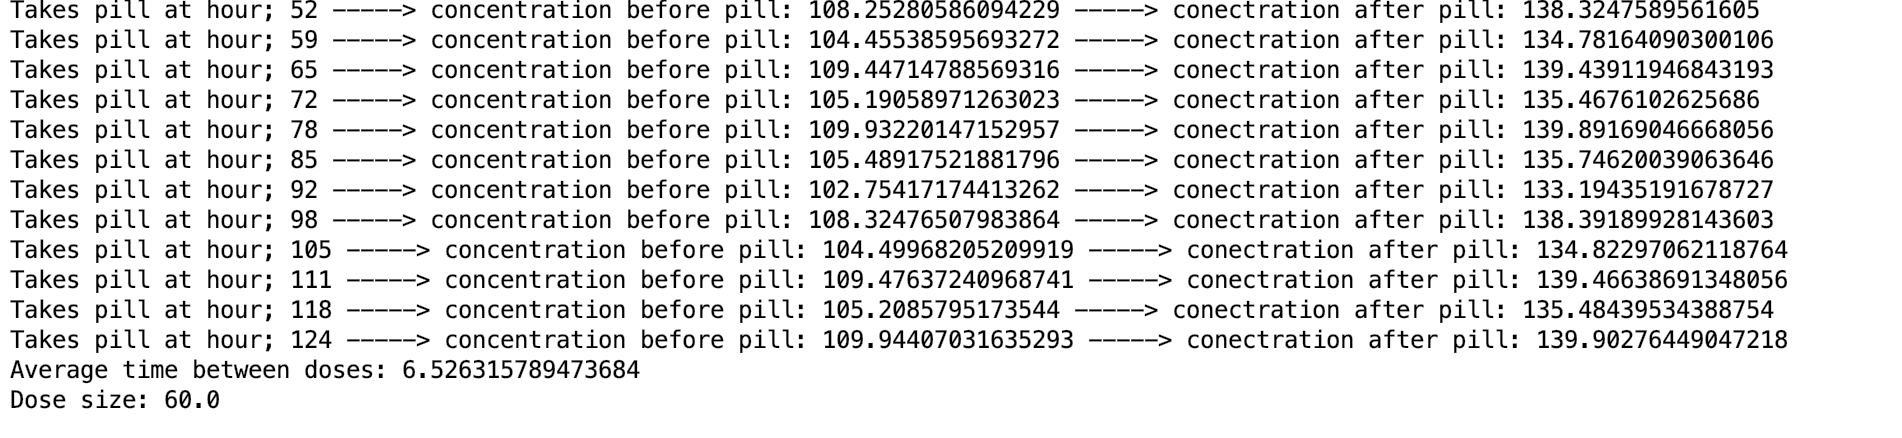 Takes pill at hour; 52 -----> concentration before pill: 108.25280586094229 -----> conectration after pill: 138.3247589561605
Takes pill at hour; 59 -----> concentration before pill: 104.45538595693272 -----> conectration after pill: 134.78164090300106
Takes pill at hour; 65 -----> concentration before pill: 109.44714788569316 -----> conectration after pill: 139.43911946843193
Takes pill at hour; 72 -----> concentration before pill: 105.19058971263023 -----> conectration after pill: 135.4676102625686
Takes pill at hour; 78 -----> concentration before pill: 109.93220147152957 -----> conectration after pill: 139.89169046668056
Takes pill at hour; 85 -----> concentration before pill: 105.48917521881796 -----> conectration after pill: 135.74620039063646
Takes pill at hour; 92 -----> concentration before pill: 102.75417174413262 -----> conectration after pill: 133.19435191678727
Takes pill at hour; 98 -----> concentration before pill: 108.32476507983864 -----> conectration after pill: 138.39189928143603
Takes pill at hour; 105 -----> concentration before pill: 104.49968205209919 -----> conectration after pill: 134.82297062118764
Takes pill at hour; 111 -----> concentration before pill: 109.47637240968741 -----> conectration after pill: 139.46638691348056
Takes pill at hour; 118 -----> concentration before pill: 105.2085795173544 -----> conectration after pill: 135.48439534388754
Takes pill at hour; 124 -----> concentration before pill: 109.94407031635293 -----> conectration after pill: 139.90276449047218
Average time between doses: 6.526315789473684
Dose size: 60.0